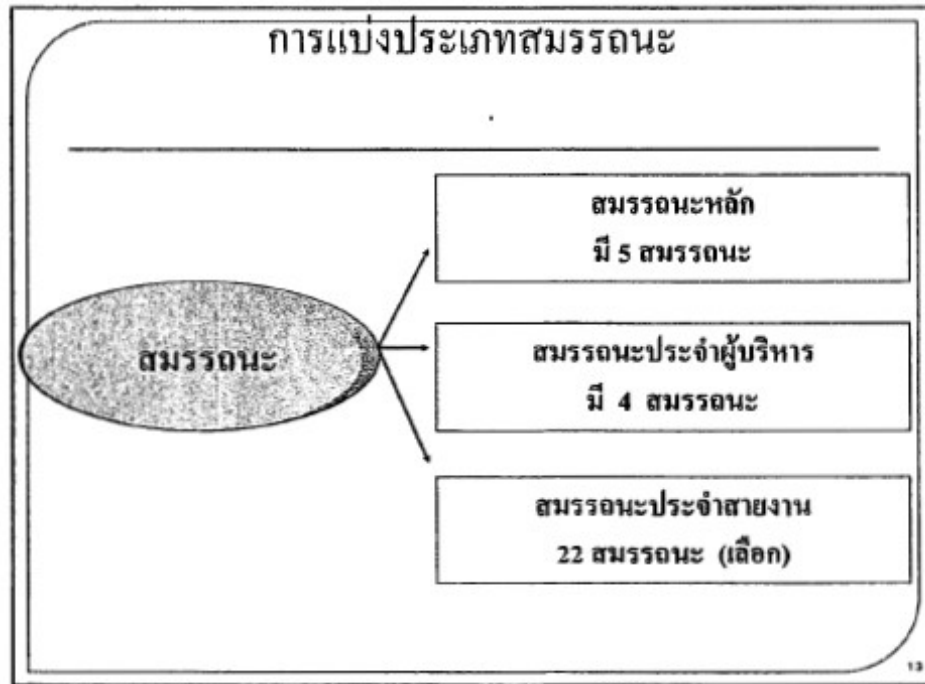 การแบ่งประเภทสมรรถนะ
สมรรถนะหลัก
มี 5 สมรรถนะ
สมรรถนะ
สมรรถนะประจำผู้บริหาร
มี 4 สมรรถนะ
สมรรถนะประจำสายงาน
22 สมรรถนะ (เลือก)
13